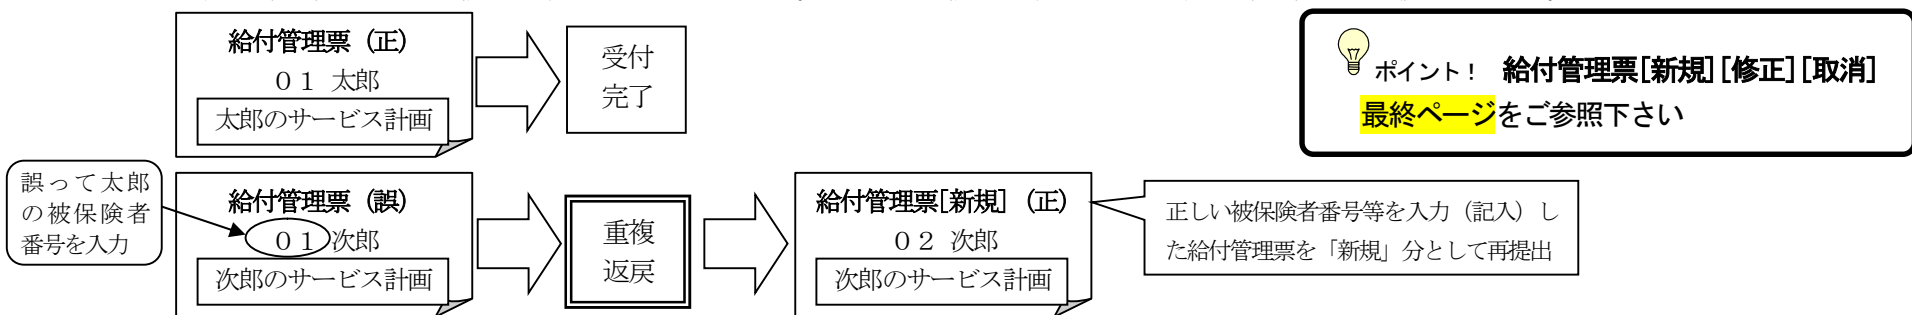 給付管理票（正）
０１ 太郎
太郎のサービス計画
受付
完了
ポイント！ 給付管理票[新規][修正][取消]
最終ページをご参照下さい
誤って太郎
の被保険者
番号を入力
給付管理票（誤）
０１ 次郎
次郎のサービス計画
重複
返戻
給付管理票[新規]（正）
０２ 次郎
次郎のサービス計画
正しい被保険者番号等を入力（記入）し
た給付管理票を「新規」分として再提出